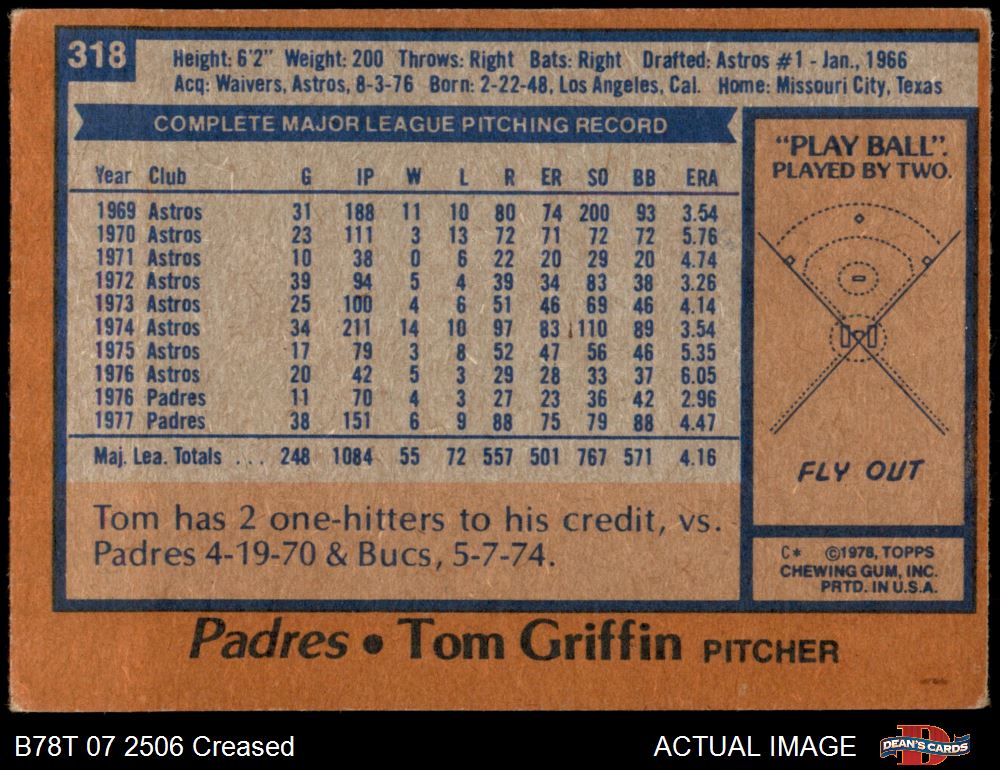 318
Height: 6'2" Weight: 200 Throws: Right Bats: Right Drafted: Astros #1 - Jan., 1966
Acq: Waivers, Astros, 8-3-76 Born: 2-22-48, Los Angeles, Cal. Home: Missouri City, Texas
COMPLETE MAJOR LEAGUE PITCHING RECORD
Year Club G IP W L R ER SO BB ERA
1969 Astros 31 188 11 10 80 74 200 93 3.54
1970 Astros 23 111 3 13 72 71 72 72 5.76
1971 Astros 10 38 0 6 22 20 29 20 4.74
1972 Astros 39 94 5 4 39 34 83 38 3.26
1973 Astros 25 100 4 6 51 46 69 46 4.14
1974 Astros 34 211 14 10 97 83 110 89 3.54
1975 Astros 17 79 3 8 52 47 56 46 5.35
1976 Astros 20 42 5 3 29 28 33 37 6.05
1976 Padres 11 70 4 3 27 23 36 42 2.96
1977 Padres 38 151 6 9 88 75 79 88 4.47
Maj. Lea. Totals ... 248 1084 55 72 557 501 767 571 4.16
Tom has 2 one-hitters to his credit, vs.
Padres 4-19-70 & Bucs, 5-7-74.
"PLAY BALL".
PLAYED BY TWO.
FLY OUT
C* ©1978, TOPPS
CHEWING GUM, INC.
PRTD. IN U.S.A.
Padres • Tom Griffin PITCHER
B78T 07 2506 Creased
ACTUAL IMAGE
DEAN'S CARDS